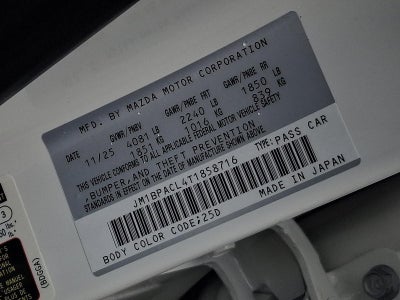 MFD. BY MAZDA MOTOR CORPORATION
DATE GVWR/PNBV GAWR/PNBE FRT GAWR/PNBE RR
11/25 4081 LB 2240 LB 1850 LB
1851 KG 1016 KG 839 KG
THIS VEHICLE CONFORMS TO ALL APPLICABLE FEDERAL MOTOR VEHICLE SAFETY
,BUMPER, AND THEFT PREVENTION
STANDARDS IN EFFECT ON THE DATE OF MANUFACTURE SHOWN ABOVE.
JM1BPACL4T1858716 TYPE:PASS CAR
BODY COLOR CODE:25D MADE IN JAPAN
(BDGGA)